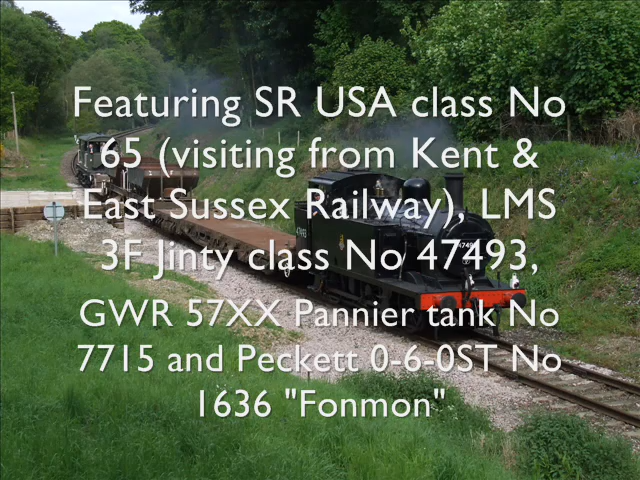 Featuring SR USA class No
65 (visiting from Kent &
East Sussex Railway), LMS
3F Jinty class No 47493,
GWR 57XX Pannier tank No
7715 and Peckett 0-6-0ST No
1636 "Fonmon"
47493